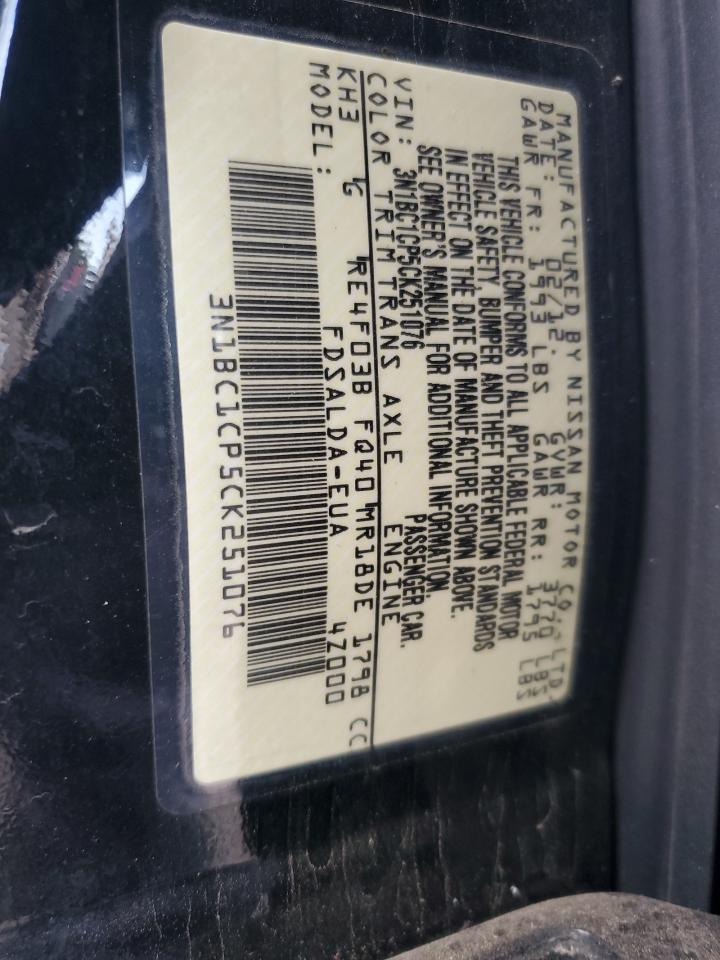 MANUFACTURED BY NISSAN MOTOR CO., LTD.
DATE: 02/12. GVWR: 3770 LBS
GAWR FR: 1993 LBS GAWR RR: 1795 LBS
THIS VEHICLE CONFORMS TO ALL APPLICABLE FEDERAL MOTOR
VEHICLE SAFETY, BUMPER AND THEFT PREVENTION STANDARDS
IN EFFECT ON THE DATE OF MANUFACTURE SHOWN ABOVE.
SEE OWNER'S MANUAL FOR ADDITIONAL INFORMATION.
VIN: 3N1BC1CP5CK251076 PASSENGER CAR.
COLOR TRIM TRANS AXLE ENGINE
KH3 G RE4F03B FQ40 MR18DE 1798 CC
MODEL: FDSALDA-EUA 4Z000
3N1BC1CP5CK251076